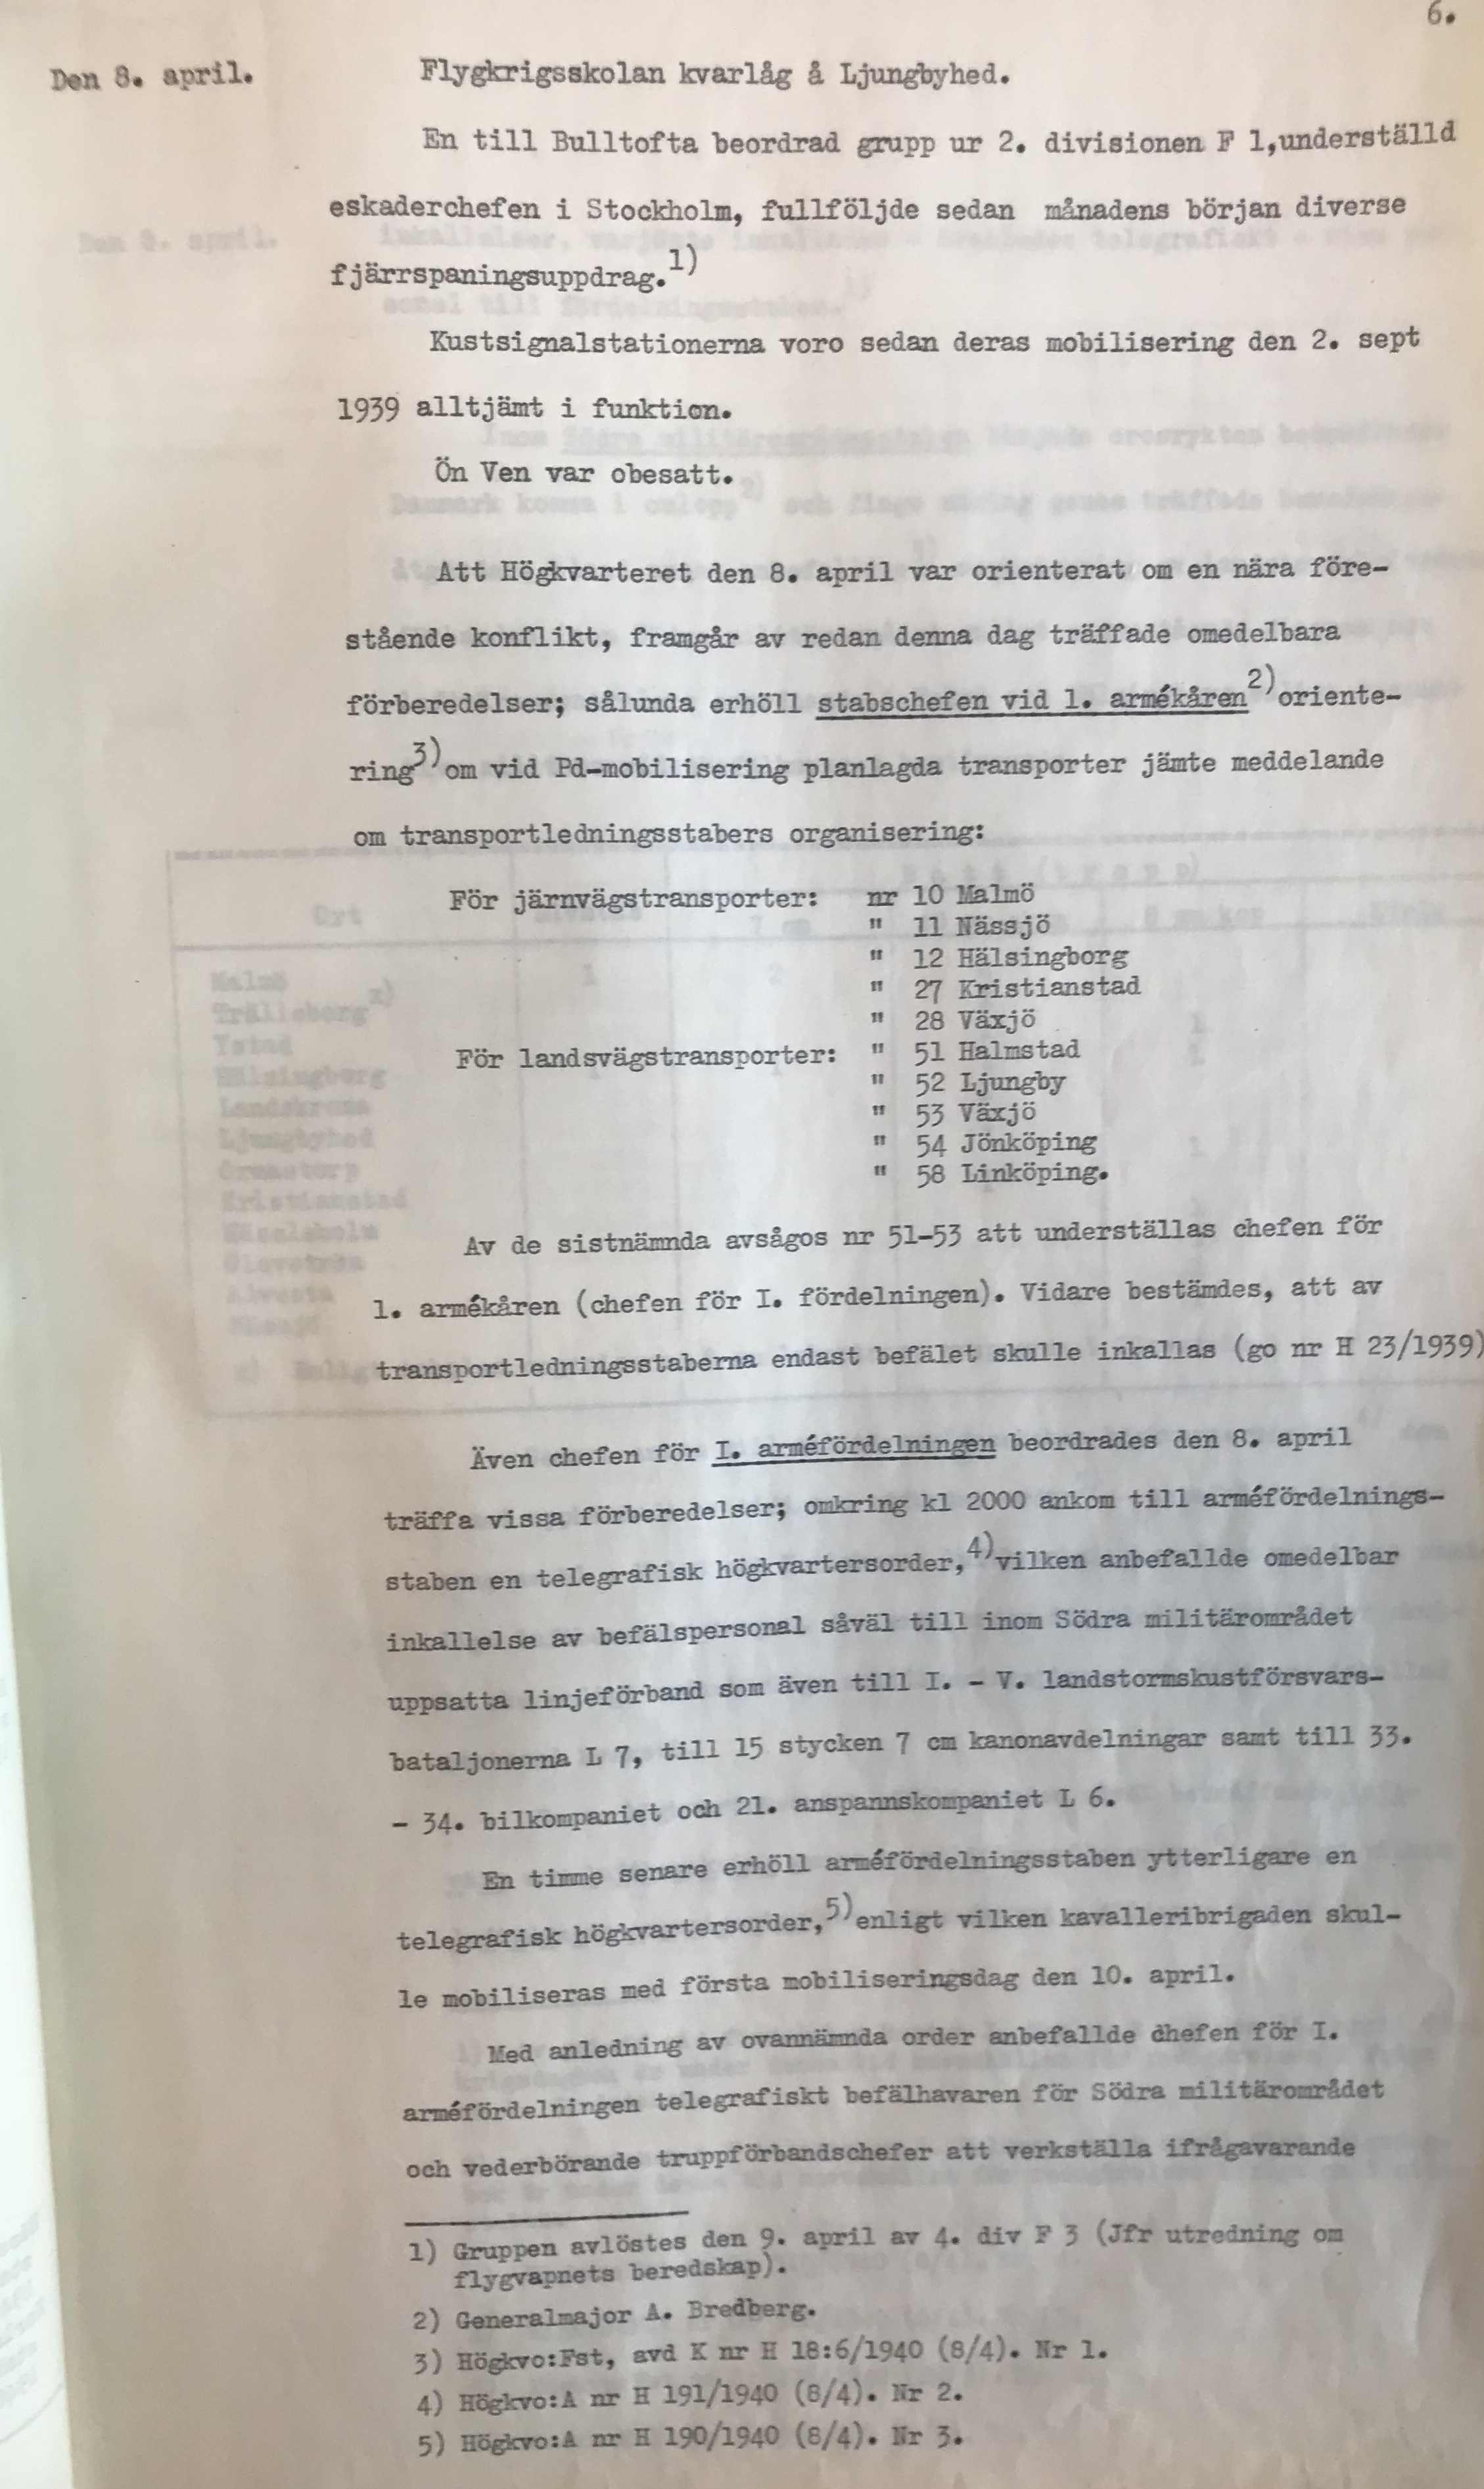 6.
Den 8. april.
Flygkrigsskolan kvarlåg å Ljungbyhed.
En till Bulltofta beordrad grupp ur 2. divisionen F 1,underställd
eskaderchefen i Stockholm, fullföljde sedan månadens början diverse
fjärrspaningsuppdrag.1)
Kustsignalstationerna voro sedan deras mobilisering den 2. sept
1939 alltjämt i funktion.
Ön Ven var obesatt.
Att Högkvarteret den 8. april var orienterat om en nära före-
stående konflikt, framgår av redan denna dag träffade omedelbara
förberedelser; sålunda erhöll stabschefen vid 1. armékåren2) oriente-
ring3) om vid Pd-mobilisering planlagda transporter jämte meddelande
om transportledningsstabers organisering:
För järnvägstransporter: nr 10 Malmö
" 11 Nässjö
" 12 Hälsingborg
" 27 Kristianstad
" 28 Växjö
För landsvägstransporter: " 51 Halmstad
" 52 Ljungby
" 53 Växjö
" 54 Jönköping
" 58 Linköping.
Av de sistnämnda avsågos nr 51-53 att underställas chefen för
1. armékåren (chefen för I. fördelningen). Vidare bestämdes, att av
transportledningsstaberna endast befälet skulle inkallas (go nr H 23/1939)
Även chefen för I. arméfördelningen beordrades den 8. april
träffa vissa förberedelser; omkring kl 2000 ankom till arméfördelnings-
staben en telegrafisk högkvartersorder,4) vilken anbefallde omedelbar
inkallelse av befälspersonal såväl till inom Södra militärområdet
uppsatta linjeförband som även till I. - V. landstormskustförsvars-
bataljonerna L 7, till 15 stycken 7 cm kanonavdelningar samt till 33.
- 34. bilkompaniet och 21. anspannskompaniet L 6.
En timme senare erhöll arméfördelningsstaben ytterligare en
telegrafisk högkvartersorder,5) enligt vilken kavalleribrigaden skul-
le mobiliseras med första mobiliseringsdag den 10. april.
Med anledning av ovannämnda order anbefallde chefen för I.
arméfördelningen telegrafiskt befälhavaren för Södra militärområdet
och vederbörande truppförbandschefer att verkställa ifrågavarande
1) Gruppen avlöstes den 9. april av 4. div F 3 (Jfr utredning om
flygvapnets beredskap).
2) Generalmajor A. Bredberg.
3) Högkvo:Fst, avd K nr H 18:6/1940 (8/4). Nr 1.
4) Högkvo:A nr H 191/1940 (8/4). Nr 2.
5) Högkvo:A nr H 190/1940 (8/4). Nr 3.